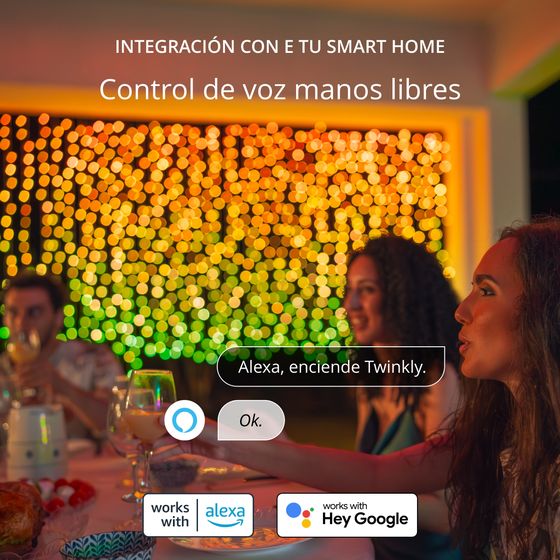 INTEGRACIÓN CON E TU SMART HOME
Control de voz manos libres
Alexa, enciende Twinkly.
Ok.
works with alexa
works with Hey Google